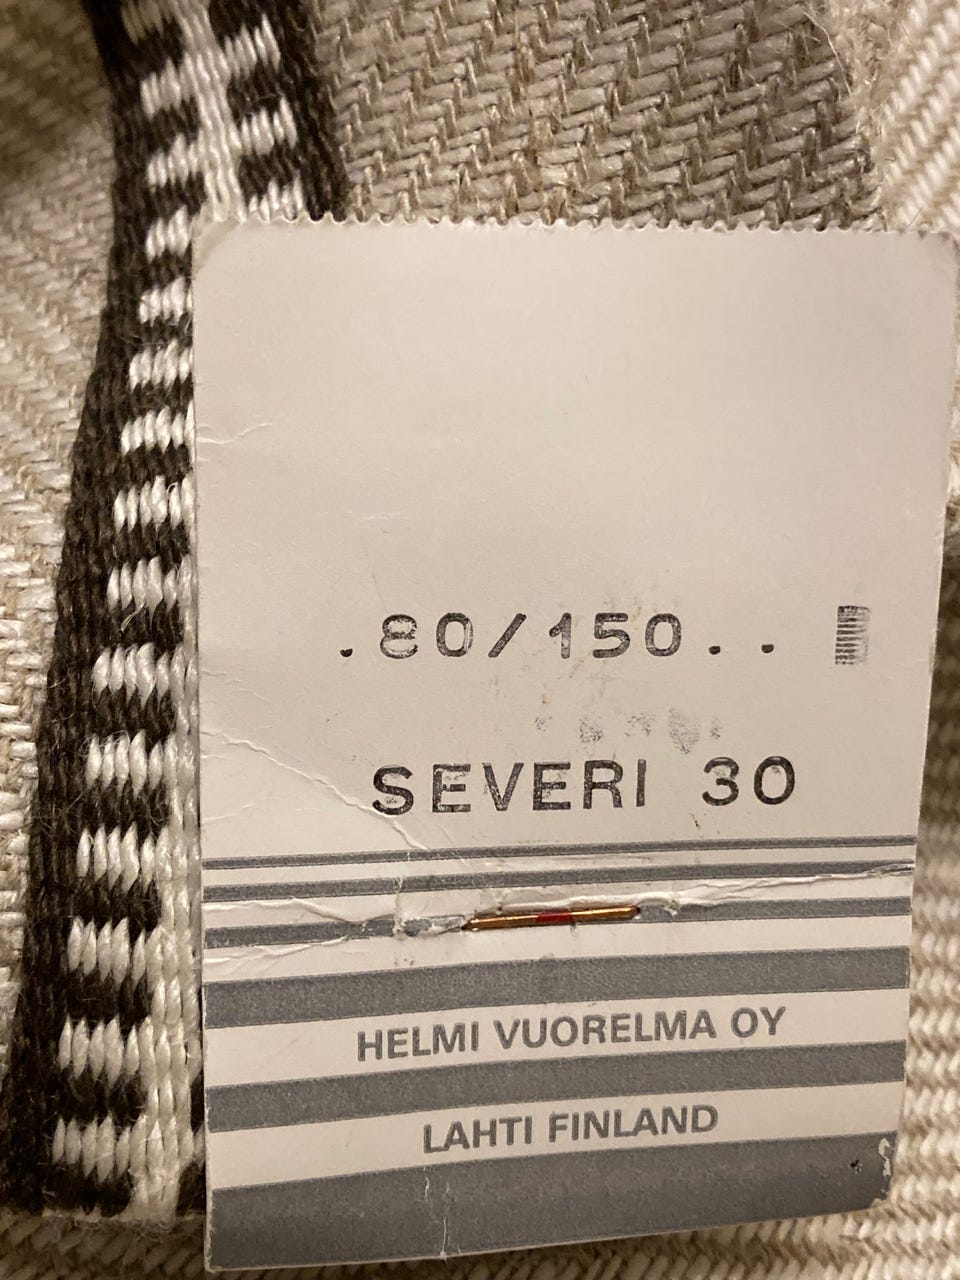 .80/150..
SEVERI 30
HELMI VUORELMA OY
LAHTI FINLAND